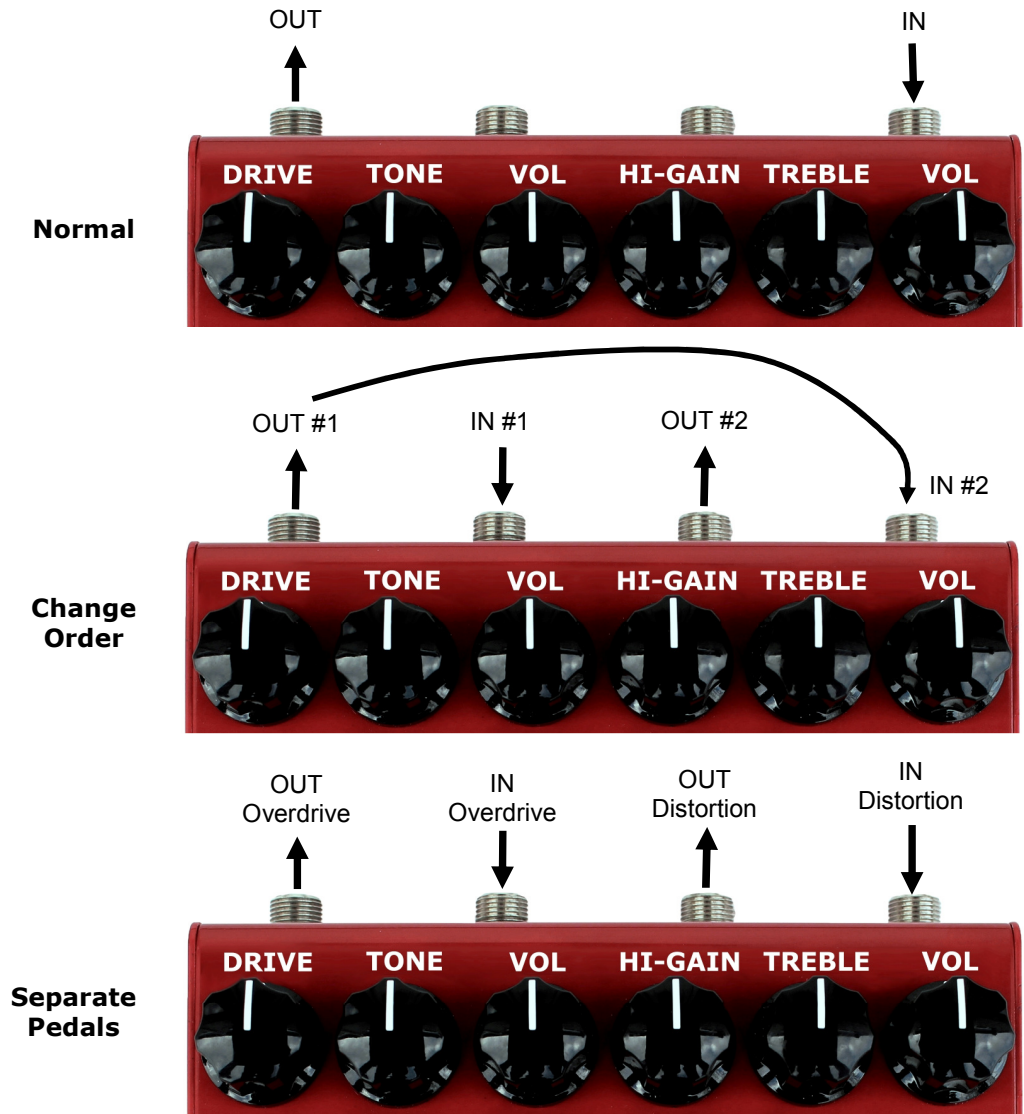 OUT
IN
DRIVE TONE VOL HI-GAIN TREBLE VOL
Normal
OUT #1
IN #1
OUT #2
IN #2
DRIVE TONE VOL HI-GAIN TREBLE VOL
Change
Order
OUT
Overdrive
IN
Overdrive
OUT
Distortion
IN
Distortion
DRIVE TONE VOL HI-GAIN TREBLE VOL
Separate
Pedals